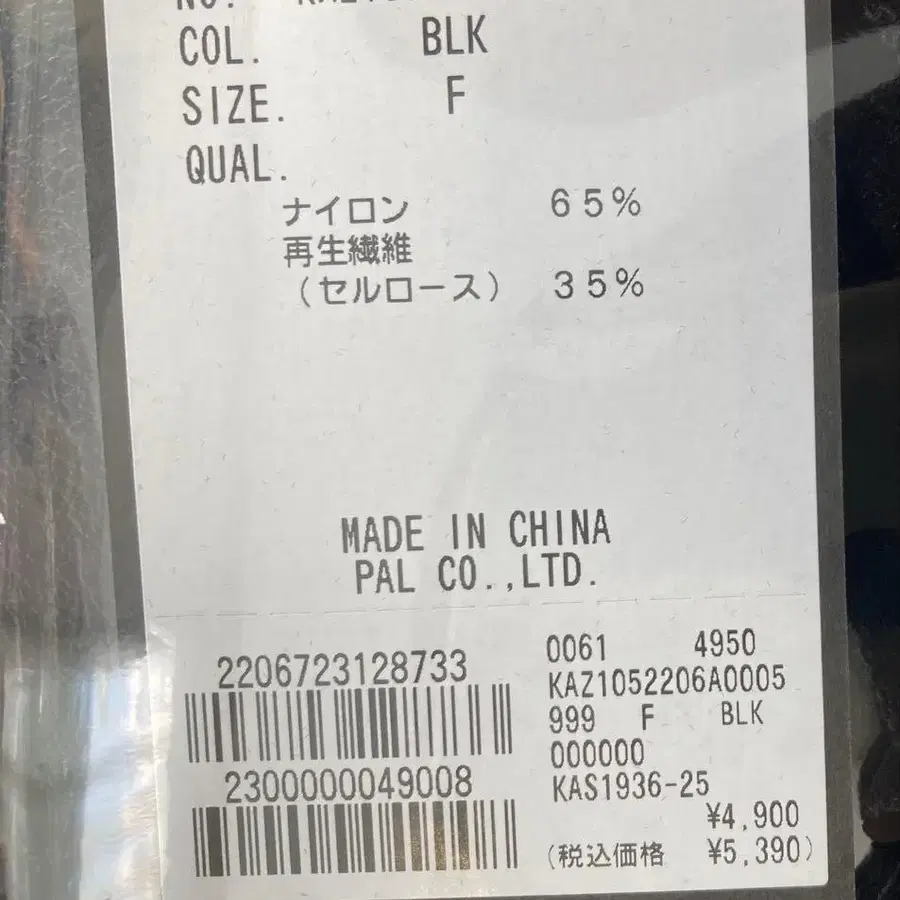 COL. BLK
SIZE. F
QUAL.
ナイロン 65%
再生繊維
(セルロース) 35%
MADE IN CHINA
PAL CO.,LTD.
2206723128733
2300000049008
0061 4950
KAZ1052206A0005
999 F BLK
000000
KAS1936-25
¥4,900
(税込価格 ¥5,390)